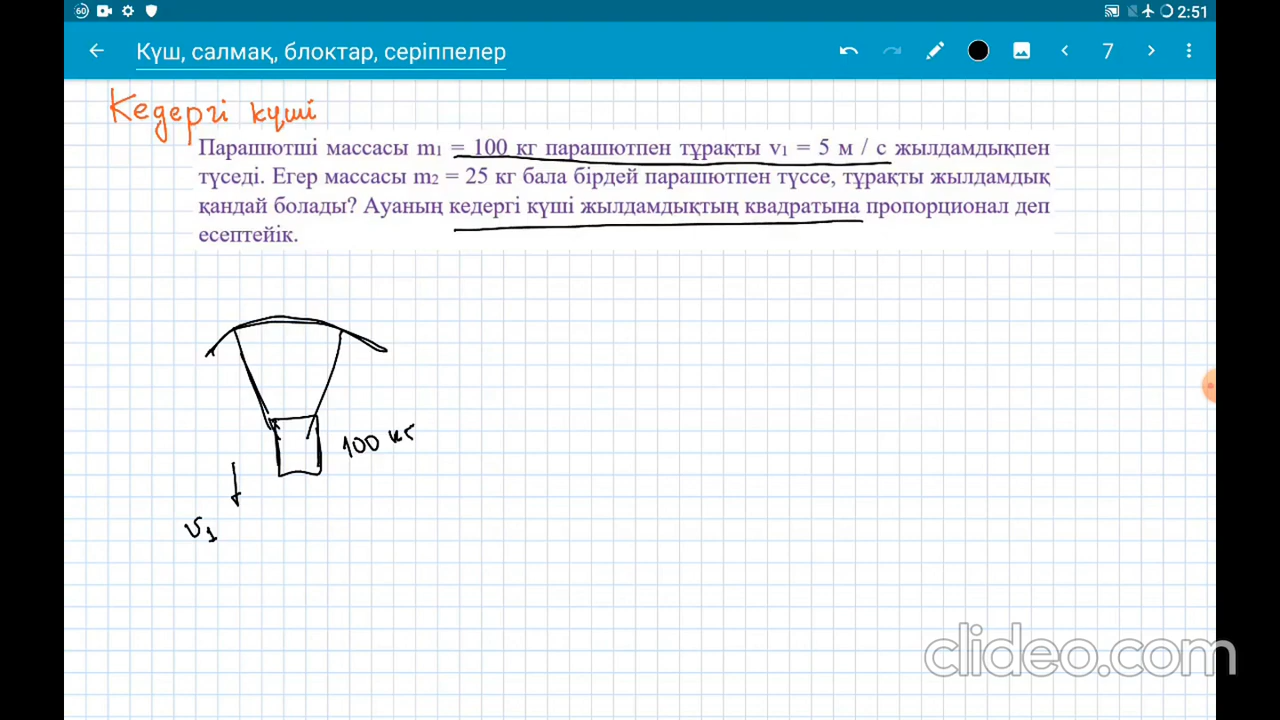 60
2:51
Күш, салмақ, блоктар, серіппелер
7
Кедергі күші
Парашютші массасы m₁ = 100 кг парашютпен тұрақты v₁ = 5 м / с жылдамдықпен
түседі. Егер массасы m₂ = 25 кг бала бірдей парашютпен түссе, тұрақты жылдамдық
қандай болады? Ауаның кедергі күші жылдамдықтың квадратына пропорционал деп
есептейік.
100 кг
v₁
clideo.com